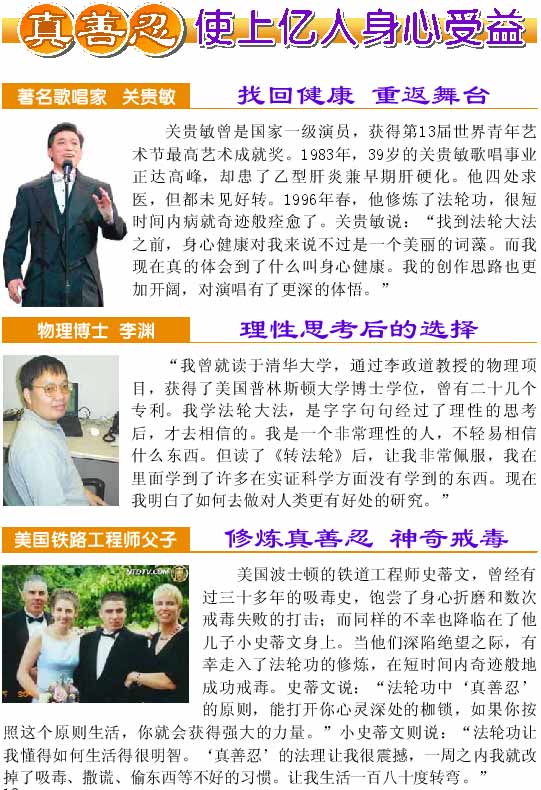 真善忍 使上亿人身心受益
著名歌唱家 关贵敏
找回健康 重返舞台
关贵敏曾是国家一级演员，获得第13届世界青年艺
术节最高艺术成就奖。1983年，39岁的关贵敏歌唱事业
正达高峰，却患了乙型肝炎兼早期肝硬化。他四处求
医，但都未见好转。1996年春，他修炼了法轮功，很短
时间内病就奇迹般痊愈了。关贵敏说：“找到法轮大法
之前，身心健康对我来说不过是一个美丽的词藻。而我
现在真的体会到了什么叫身心健康。我的创作思路也更
加开阔，对演唱有了更深的体悟。”
物理博士 李渊
理性思考后的选择
“我曾就读于清华大学，通过李政道教授的物理项
目，获得了美国普林斯顿大学博士学位，曾有二十几个
专利。我学法轮大法，是字字句句经过了理性的思考
后，才去相信的。我是一个非常理性的人，不轻易相信
什么东西。但读了《转法轮》后，让我非常佩服，我在
里面学到了许多在实证科学方面没有学到的东西。现在
我明白了如何去做对人类更有好处的研究。”
美国铁路工程师父子
修炼真善忍 神奇戒毒
NTDTV.COM
美国波士顿的铁道工程师史蒂文，曾经有
过三十多年的吸毒史，饱尝了身心折磨和数次
戒毒失败的打击；而同样的不幸也降临在了他
儿子小史蒂文身上。当他们深陷绝望之际，有
幸走入了法轮功的修炼，在短时间内奇迹般地
成功戒毒。史蒂文说：“法轮功中‘真善忍’
的原则，能打开你心灵深处的枷锁，如果你按
照这个原则生活，你就会获得强大的力量。”小史蒂文则说：“法轮功让
我懂得如何生活得很明智。‘真善忍’的法理让我很震撼，一周之内我就改
掉了吸毒、撒谎、偷东西等不好的习惯。让我生活一百八十度转弯。”